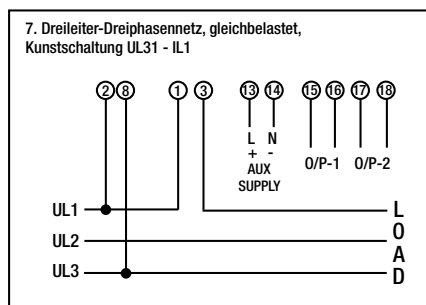 7. Dreileiter-Dreiphasennetz, gleichbelastet,
Kunstschaltung UL31 - IL1
2 8 1 3 13 14 15 16 17 18
L N
+ -
AUX
SUPPLY
O/P-1 O/P-2
UL1
UL2
UL3
L
O
A
D